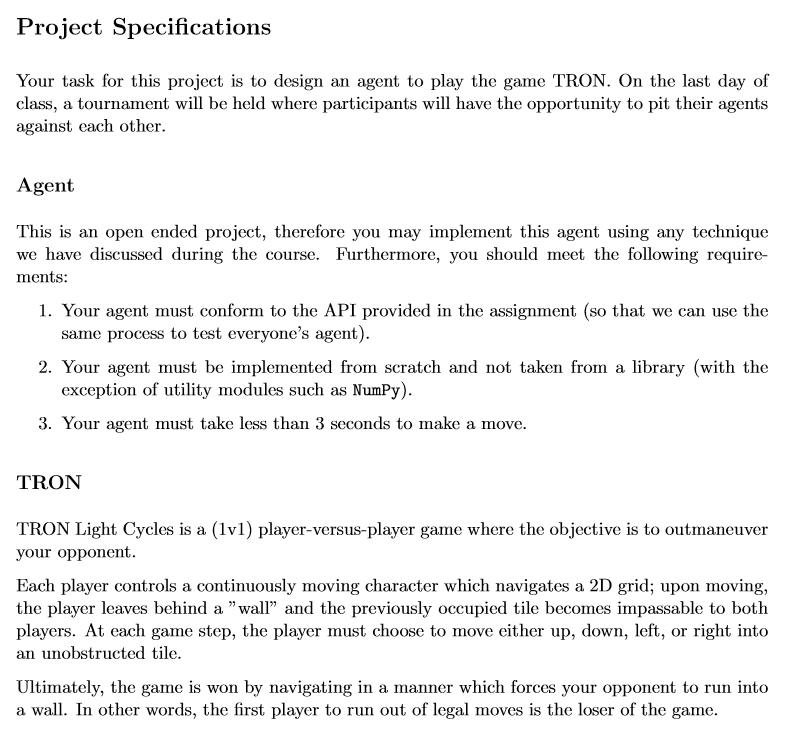 Project Specifications
Your task for this project is to design an agent to play the game TRON. On the last day of
class, a tournament will be held where participants will have the opportunity to pit their agents
against each other.
Agent
This is an open ended project, therefore you may implement this agent using any technique
we have discussed during the course. Furthermore, you should meet the following require-
ments:
1. Your agent must conform to the API provided in the assignment (so that we can use the
same process to test everyone's agent).
2. Your agent must be implemented from scratch and not taken from a library (with the
exception of utility modules such as NumPy).
3. Your agent must take less than 3 seconds to make a move.
TRON
TRON Light Cycles is a (1v1) player-versus-player game where the objective is to outmaneuver
your opponent.
Each player controls a continuously moving character which navigates a 2D grid; upon moving,
the player leaves behind a ”wall” and the previously occupied tile becomes impassable to both
players. At each game step, the player must choose to move either up, down, left, or right into
an unobstructed tile.
Ultimately, the game is won by navigating in a manner which forces your opponent to run into
a wall. In other words, the first player to run out of legal moves is the loser of the game.